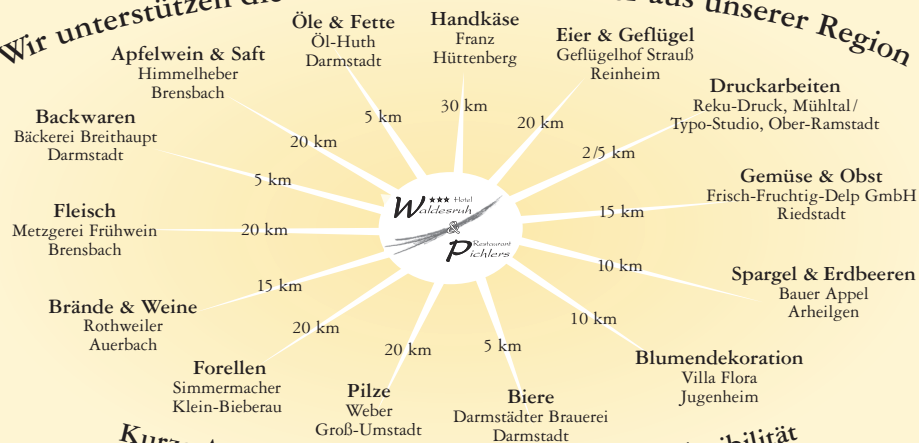 Wir unterstützen
aus unserer Region
Öle & Fette
Öl-Huth
Darmstadt
5 km
Handkäse
Franz
Hüttenberg
30 km
Eier & Geflügel
Geflügelhof Strauß
Reinheim
20 km
Druckarbeiten
Reku-Druck, Mühltal/
Typo-Studio, Ober-Ramstadt
2/5 km
Gemüse & Obst
Frisch-Fruchtig-Delp GmbH
Riedstadt
15 km
Spargel & Erdbeeren
Bauer Appel
Arheilgen
10 km
Blumendekoration
Villa Flora
Jugenheim
10 km
Biere
Darmstädter Brauerei
Darmstadt
5 km
Pilze
Weber
Groß-Umstadt
20 km
Forellen
Simmermacher
Klein-Bieberau
20 km
Brände & Weine
Rothweiler
Auerbach
15 km
Fleisch
Metzgerei Frühwein
Brensbach
20 km
Backwaren
Bäckerei Breithaupt
Darmstadt
5 km
Apfelwein & Saft
Himmelheber
Brensbach
20 km
★★★ Hotel
Waldesruh
&
Restaurant
Pichlers